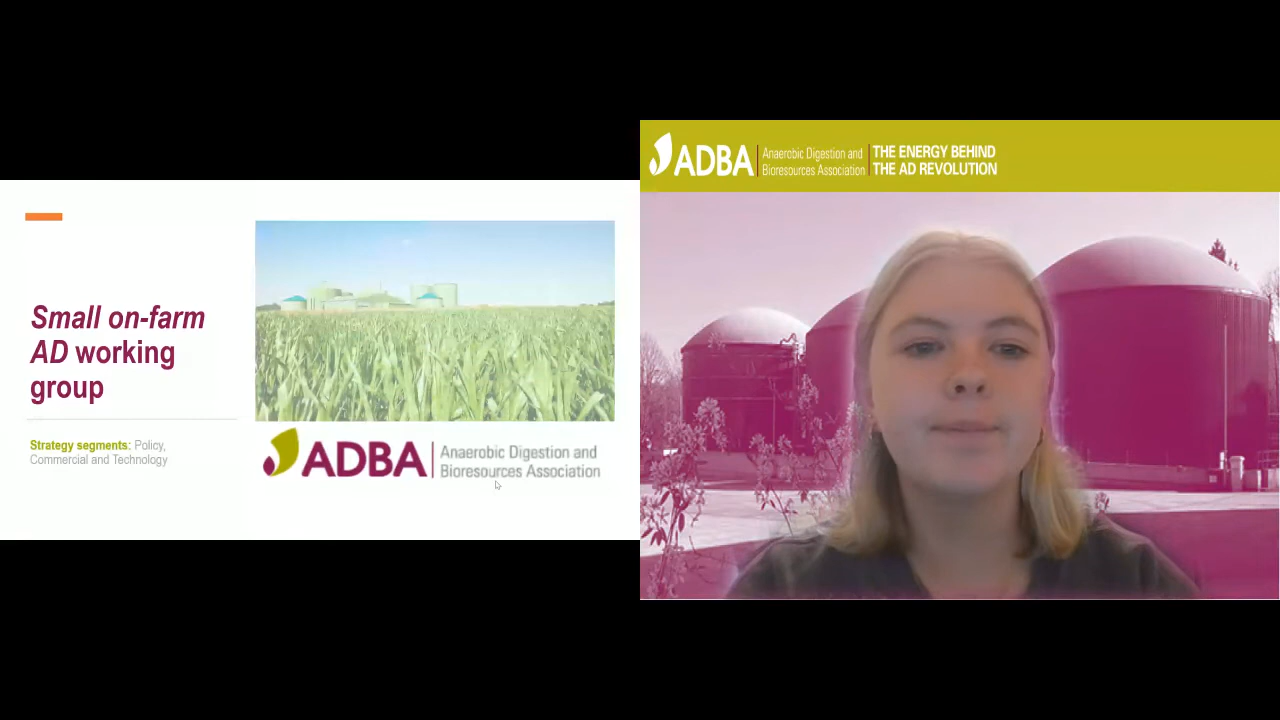 Small on-farm
AD working
group
Strategy segments: Policy,
Commercial and Technology
ADBA
Anaerobic Digestion and
Bioresources Association
ADBA
Anaerobic Digestion and
Bioresources Association
THE ENERGY BEHIND
THE AD REVOLUTION